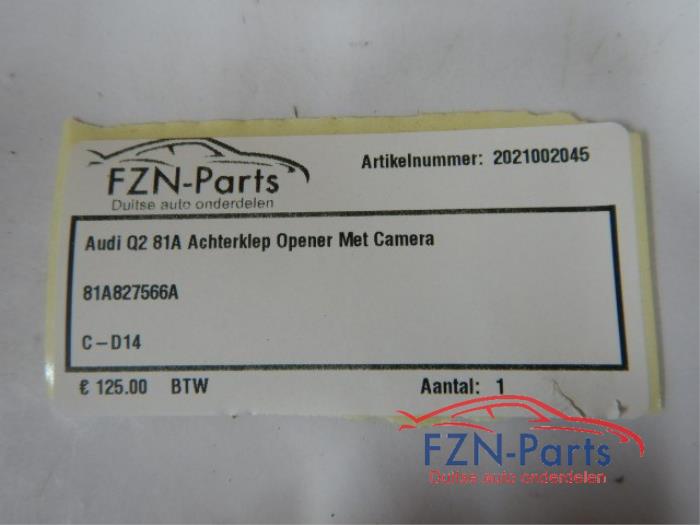 FZN-Parts
Duitse auto onderdelen
Artikelnummer: 2021002045
Audi Q2 81A Achterklep Opener Met Camera
81A827566A
C-D14
€ 125.00 BTW Aantal: 1
FZN-Parts
Duitse auto onderdelen